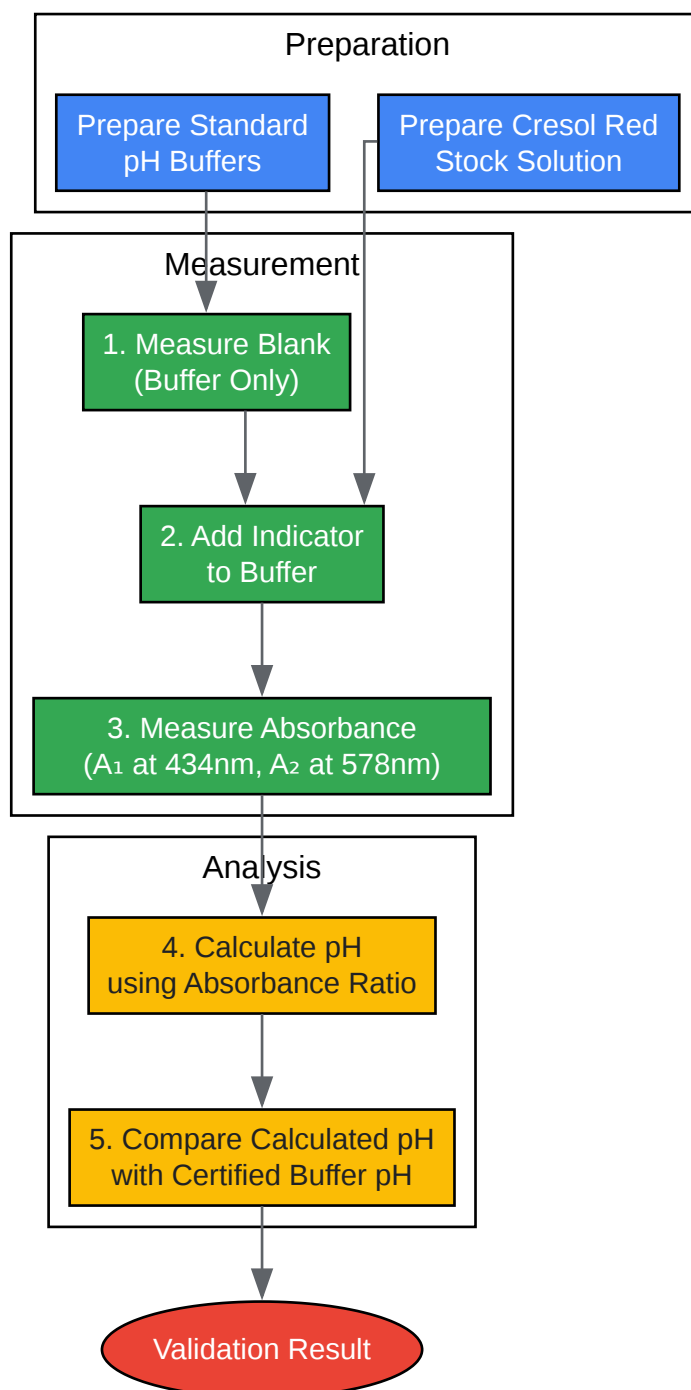 Preparation
Prepare Standard
pH Buffers
Prepare Cresol Red
Stock Solution
Measurement
1. Measure Blank
(Buffer Only)
2. Add Indicator
to Buffer
3. Measure Absorbance
(A₁ at 434nm, A₂ at 578nm)
Analysis
4. Calculate pH
using Absorbance Ratio
5. Compare Calculated pH
with Certified Buffer pH
Validation Result